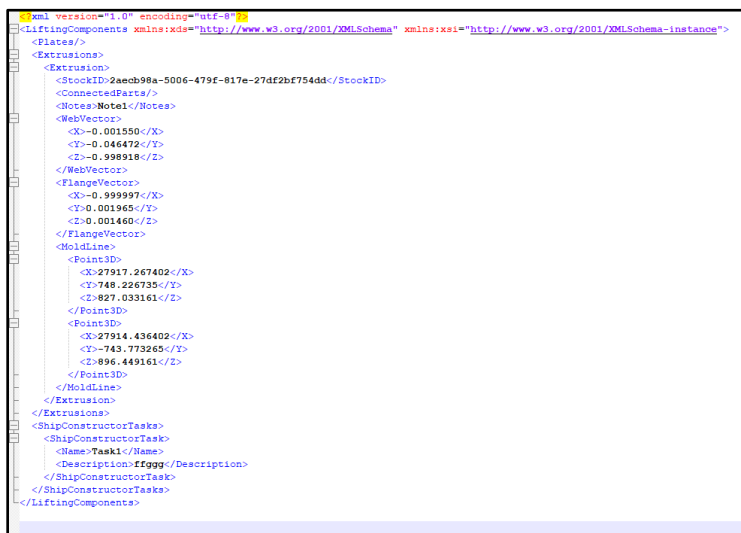 <?xml version="1.0" encoding="utf-8"?>
<LiftingComponents xmlns:xds="http://www.w3.org/2001/XMLSchema" xmlns:xsi="http://www.w3.org/2001/XMLSchema-instance">
<Plates/>
<Extrusions>
<Extrusion>
<StockID>2aecb98a-5006-479f-817e-27df2bf754dd</StockID>
<ConnectedParts/>
<Notes>Note1</Notes>
<WebVector>
<X>-0.001550</X>
<Y>-0.046472</Y>
<Z>-0.998918</Z>
</WebVector>
<FlangeVector>
<X>-0.999997</X>
<Y>0.001965</Y>
<Z>0.001460</Z>
</FlangeVector>
<MoldLine>
<Point3D>
<X>27917.267402</X>
<Y>748.226735</Y>
<Z>827.033161</Z>
</Point3D>
<Point3D>
<X>27914.436402</X>
<Y>-743.773265</Y>
<Z>896.449161</Z>
</Point3D>
</MoldLine>
</Extrusion>
</Extrusions>
<ShipConstructorTasks>
<ShipConstructorTask>
<Name>Task1</Name>
<Description>ffggg</Description>
</ShipConstructorTask>
</ShipConstructorTasks>
</LiftingComponents>